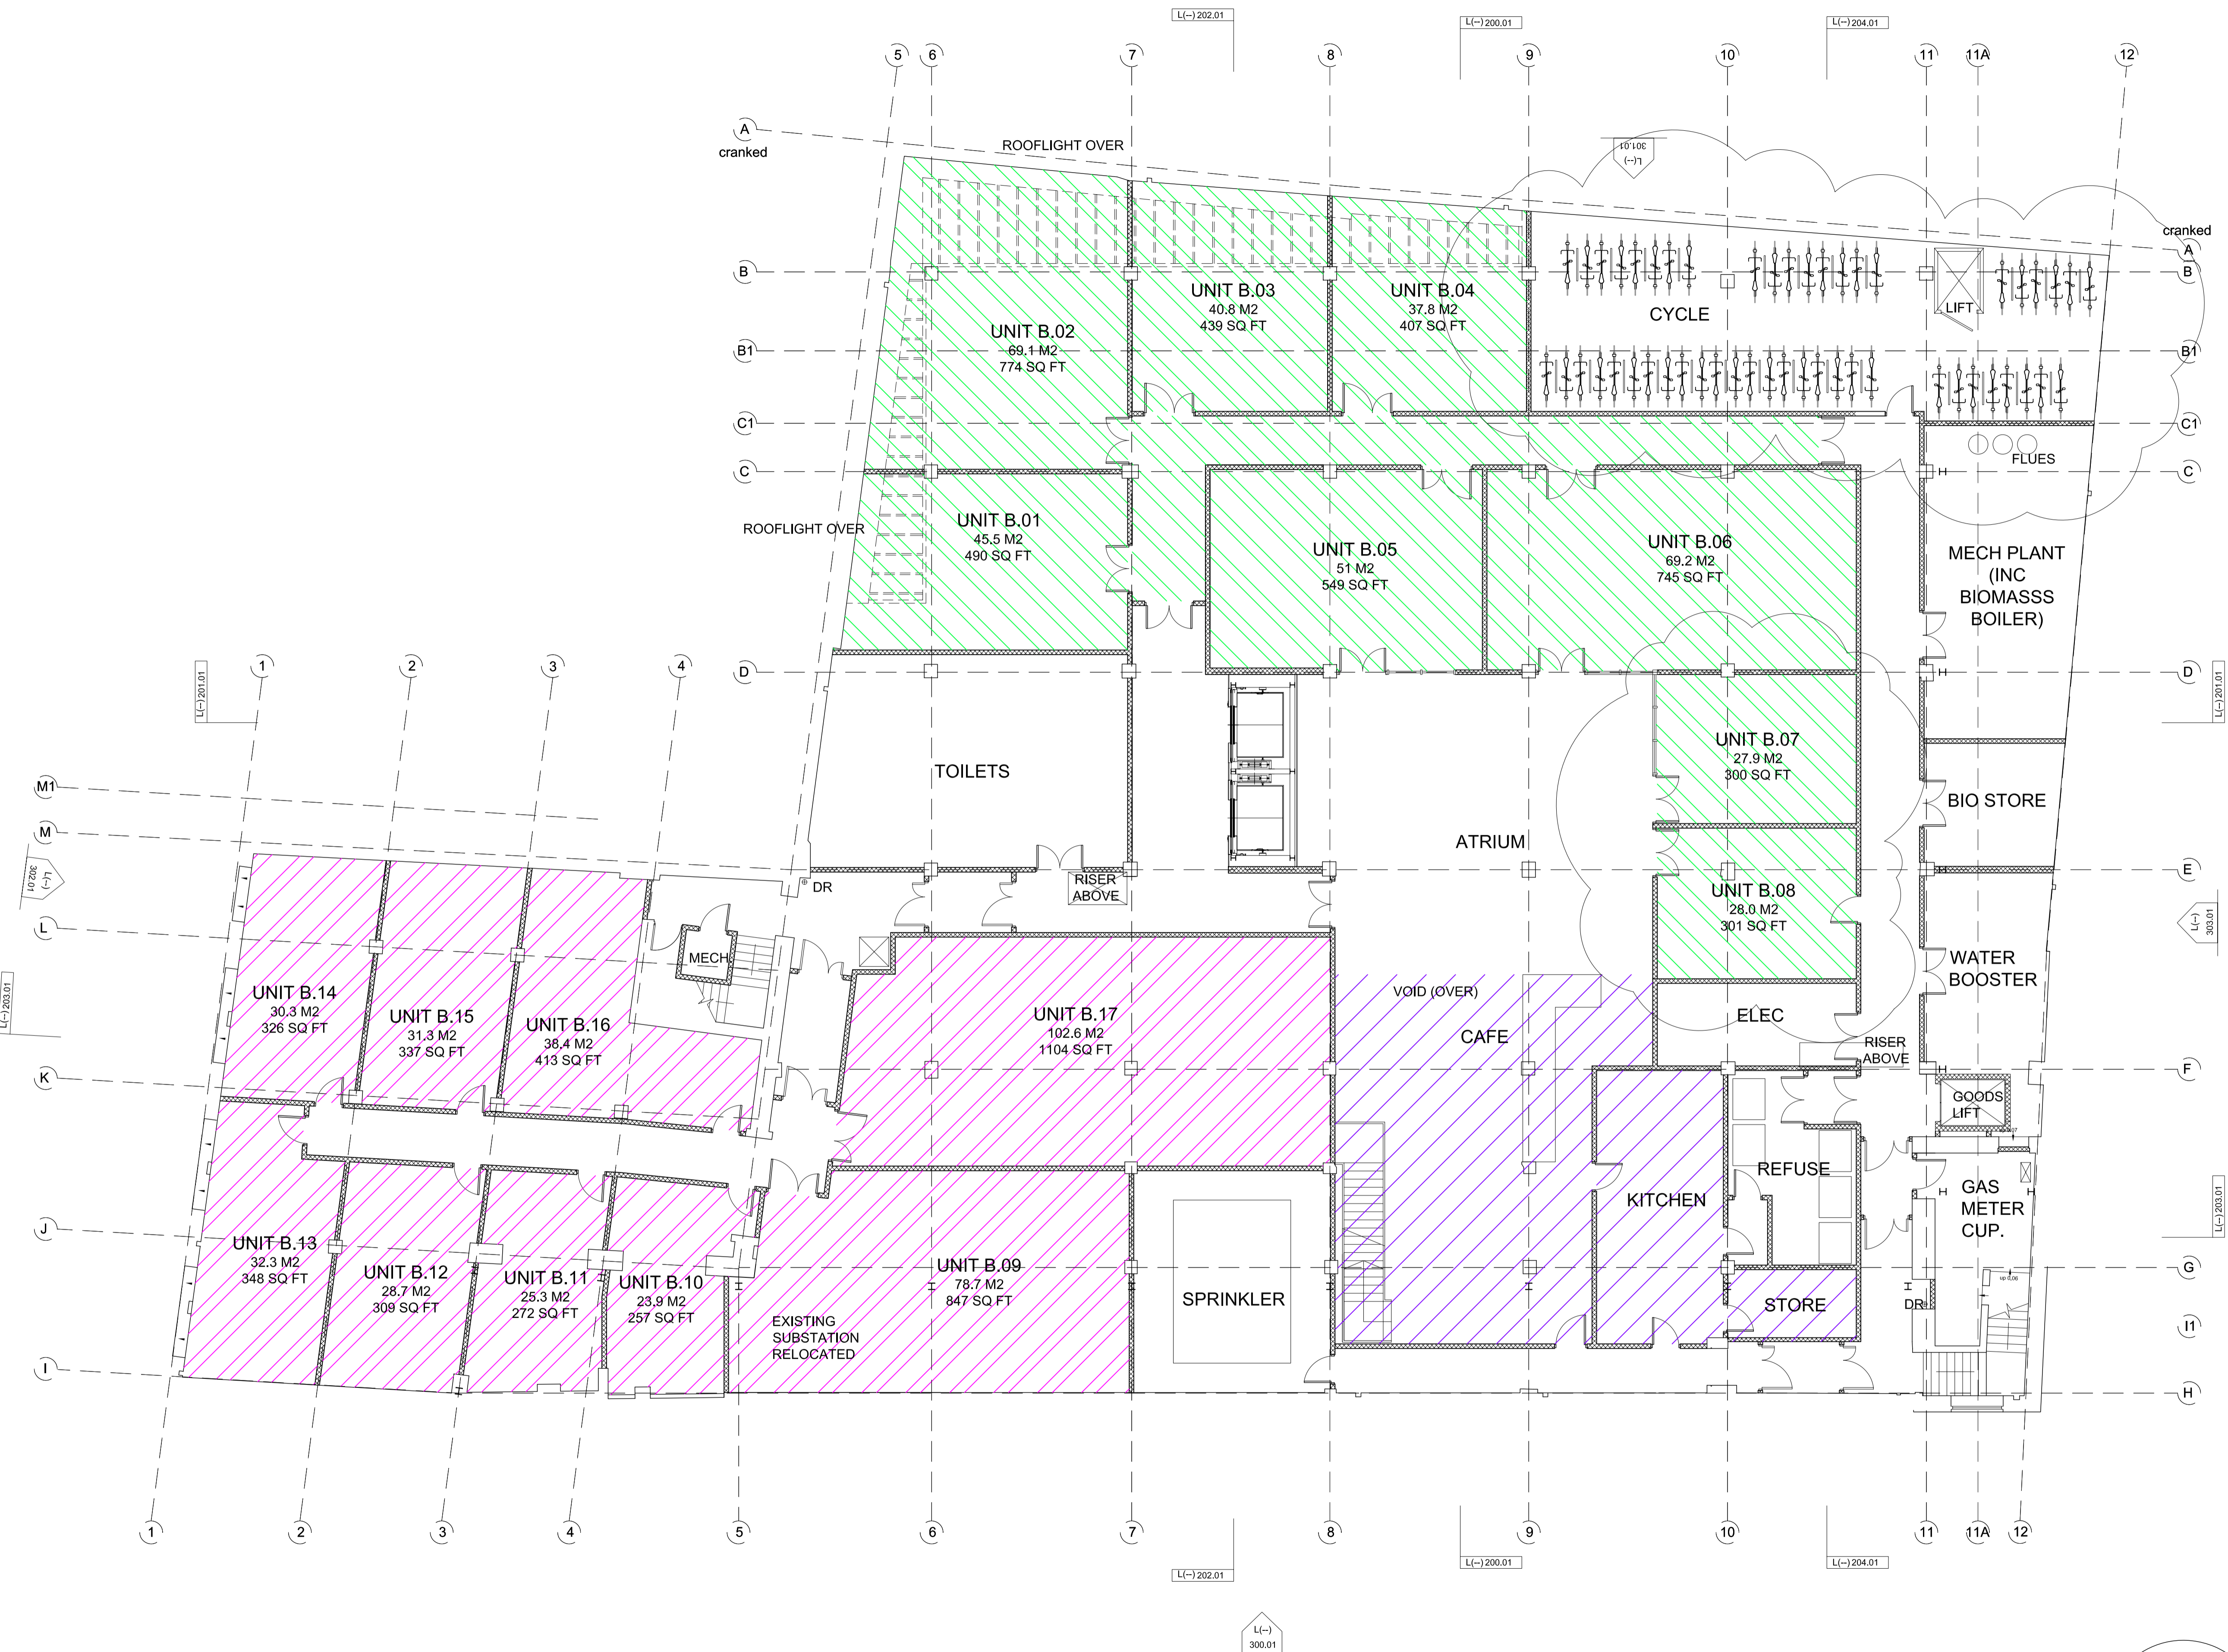 L(--) 202.01
L(--) 200.01
L(--) 204.01
5
6
7
8
9
10
11
11A
12
A
cranked
ROOFLIGHT OVER
L(--)
301.01
cranked
A
B
B
UNIT B.02
69.1 M2
774 SQ FT
UNIT B.03
40.8 M2
439 SQ FT
UNIT B.04
37.8 M2
407 SQ FT
CYCLE
LIFT
B1
B1
C1
C1
C
C
FLUES
ROOFLIGHT OVER
UNIT B.01
45.5 M2
490 SQ FT
UNIT B.05
51 M2
549 SQ FT
UNIT B.06
69.2 M2
745 SQ FT
MECH PLANT
(INC
BIOMASSS
BOILER)
1
2
3
4
D
D
L(--) 201.01
L(--) 201.01
TOILETS
UNIT B.07
27.9 M2
300 SQ FT
M1
BIO STORE
M
ATRIUM
E
L(--)
302.01
DR
RISER
ABOVE
UNIT B.08
28.0 M2
301 SQ FT
L(--)
303.01
L
MECH
WATER
BOOSTER
L(--) 203.01
UNIT B.14
30.3 M2
326 SQ FT
UNIT B.15
31.3 M2
337 SQ FT
UNIT B.16
38.4 M2
413 SQ FT
UNIT B.17
102.6 M2
1104 SQ FT
VOID (OVER)
CAFE
ELEC
RISER
ABOVE
K
F
GOODS
LIFT
REFUSE
KITCHEN
GAS
METER
CUP.
L(--) 203.01
J
UNIT B.13
32.3 M2
348 SQ FT
UNIT B.12
28.7 M2
309 SQ FT
UNIT B.11
25.3 M2
272 SQ FT
UNIT B.10
23.9 M2
257 SQ FT
UNIT B.09
78.7 M2
847 SQ FT
G
up 0,06
SPRINKLER
STORE
DR
EXISTING
SUBSTATION
RELOCATED
I1
I
H
1
2
3
4
5
6
7
8
9
10
11
11A
12
L(--) 202.01
L(--) 200.01
L(--) 204.01
L(--)
300.01